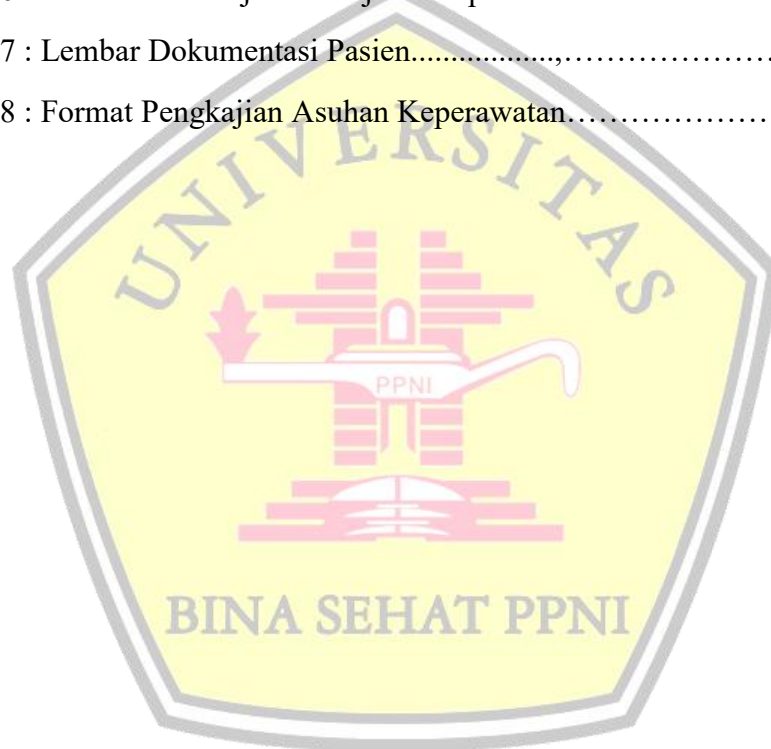 7 : Lembar Dokumentasi Pasien.................,…………………
8 : Format Pengkajian Asuhan Keperawatan…………………
UNIVERSITAS
PPNI
BINA SEHAT PPNI